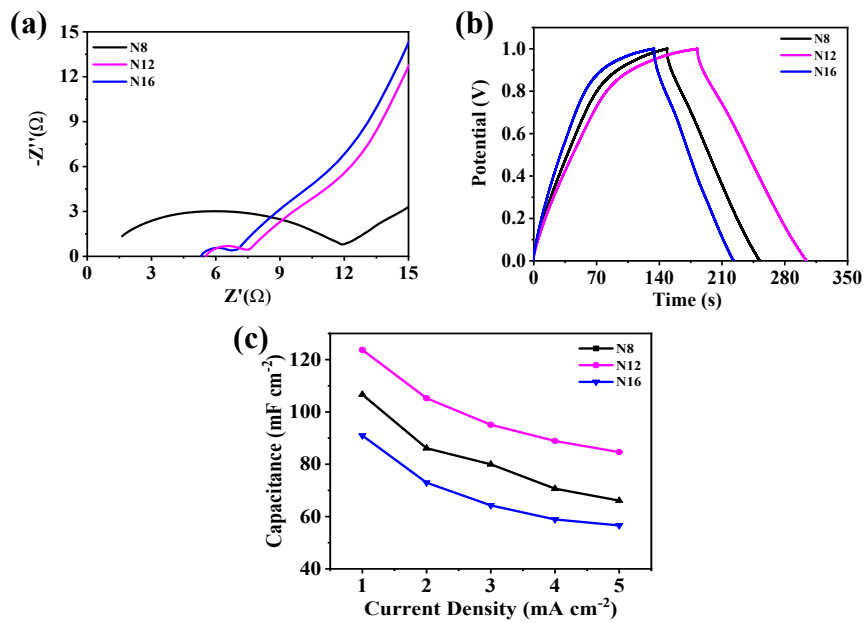 (a)
N8
N12
N16
15
12
9
6
3
0
-Z''(Ω)
0 3 6 9 12 15
Z'(Ω)
(b)
N8
N12
N16
1.0
0.8
0.6
0.4
0.2
0.0
Potential (V)
0 70 140 210 280 350
Time (s)
(c)
N8
N12
N16
120
100
80
60
40
Capacitance (mF cm⁻²)
1 2 3 4 5
Current Density (mA cm⁻²)